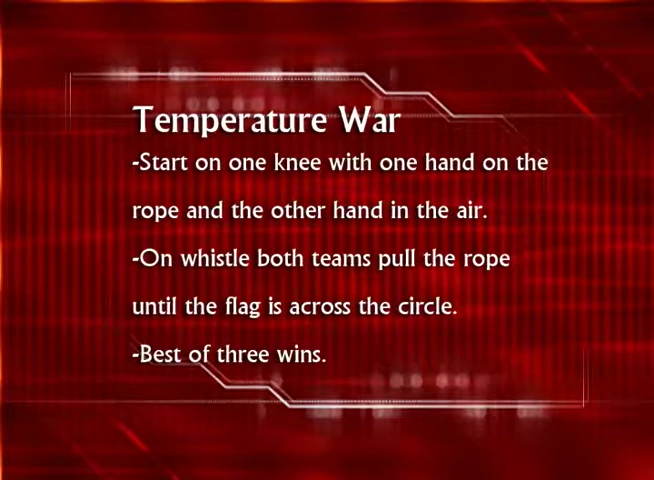 Temperature War
-Start on one knee with one hand on the
rope and the other hand in the air.
-On whistle both teams pull the rope
until the flag is across the circle.
-Best of three wins.